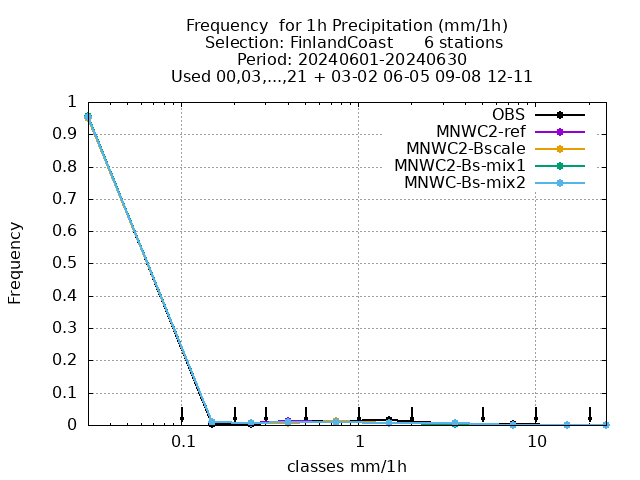 Frequency  for 1h Precipitation (mm/1h)
Selection: FinlandCoast      6 stations
Period: 20240601-20240630
Used 00,03,...,21 + 03-02 06-05 09-08 12-11
OBS
MNWC2-ref
MNWC2-Bscale
MNWC2-Bs-mix1
MNWC-Bs-mix2
1
0.9
0.8
0.7
0.6
0.5
0.4
0.3
0.2
0.1
0
Frequency
0.1 1 10
classes mm/1h